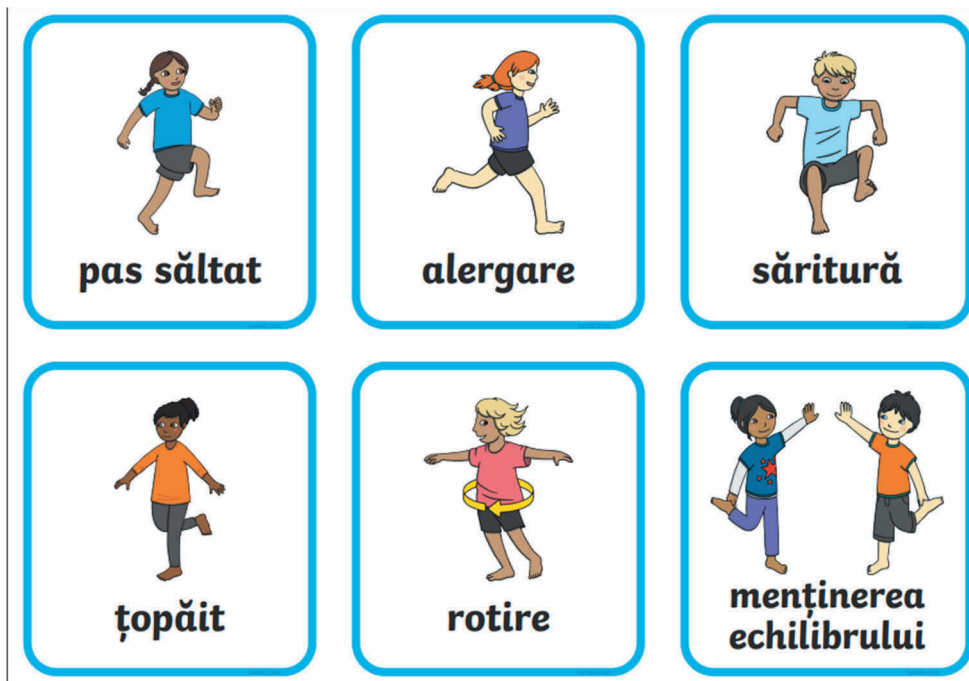 pas săltat
alergare
săritură
țopăit
rotire
menținerea
echilibrului